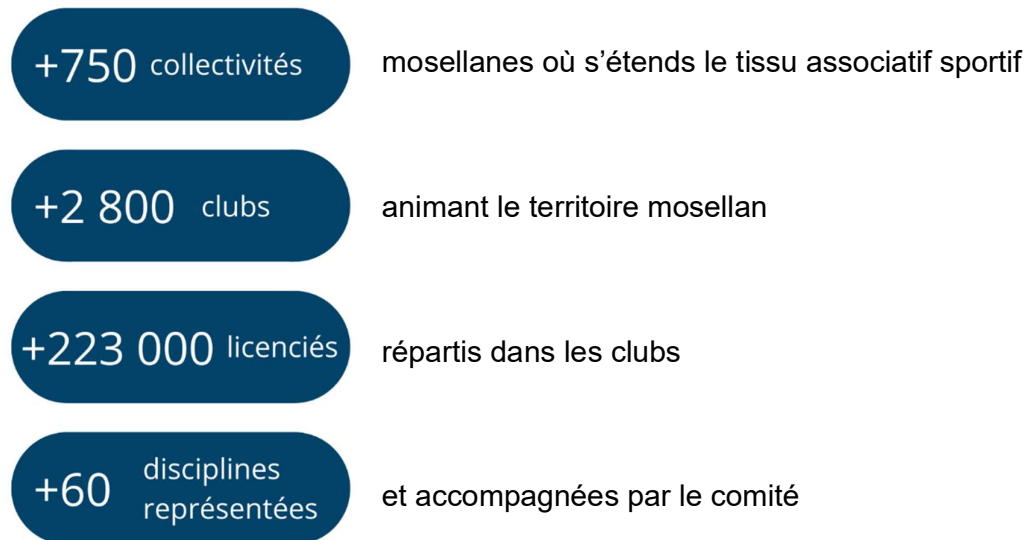 +750 collectivités mosellanes où s’étends le tissu associatif sportif
+2 800 clubs animant le territoire mosellan
+223 000 licenciés répartis dans les clubs
+60 disciplines
représentées et accompagnées par le comité